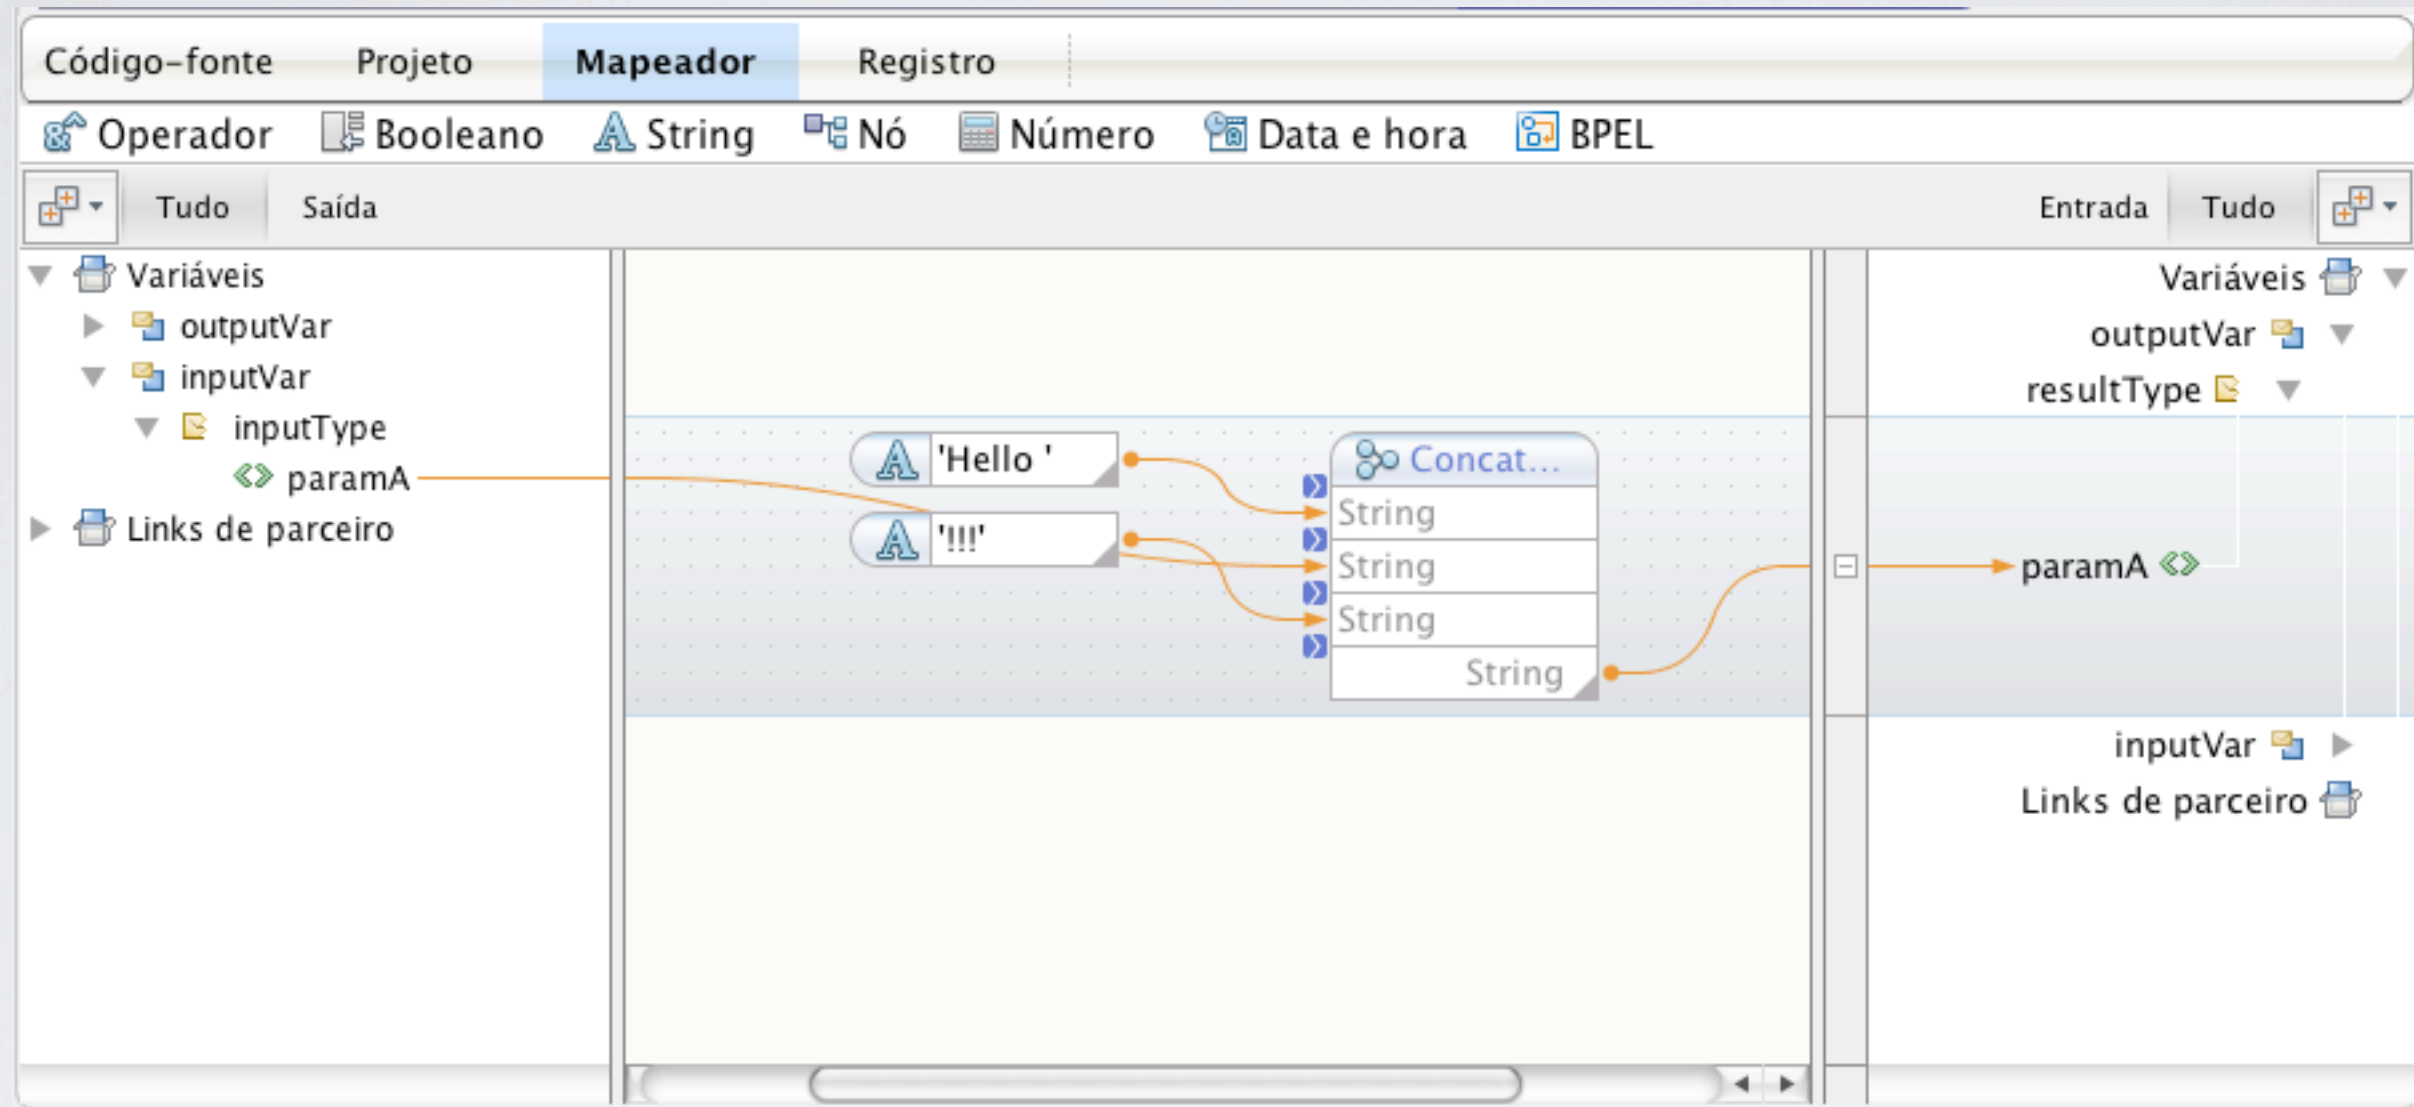 Código-fonte Projeto Mapeador Registro
Operador Booleano String Nó Número Data e hora BPEL
Tudo Saída Entrada Tudo
Variáveis
outputVar
inputVar
inputType
paramA
Links de parceiro
'Hello '
'!!!'
Concat...
String
String
String
String
Variáveis
outputVar
resultType
paramA
inputVar
Links de parceiro